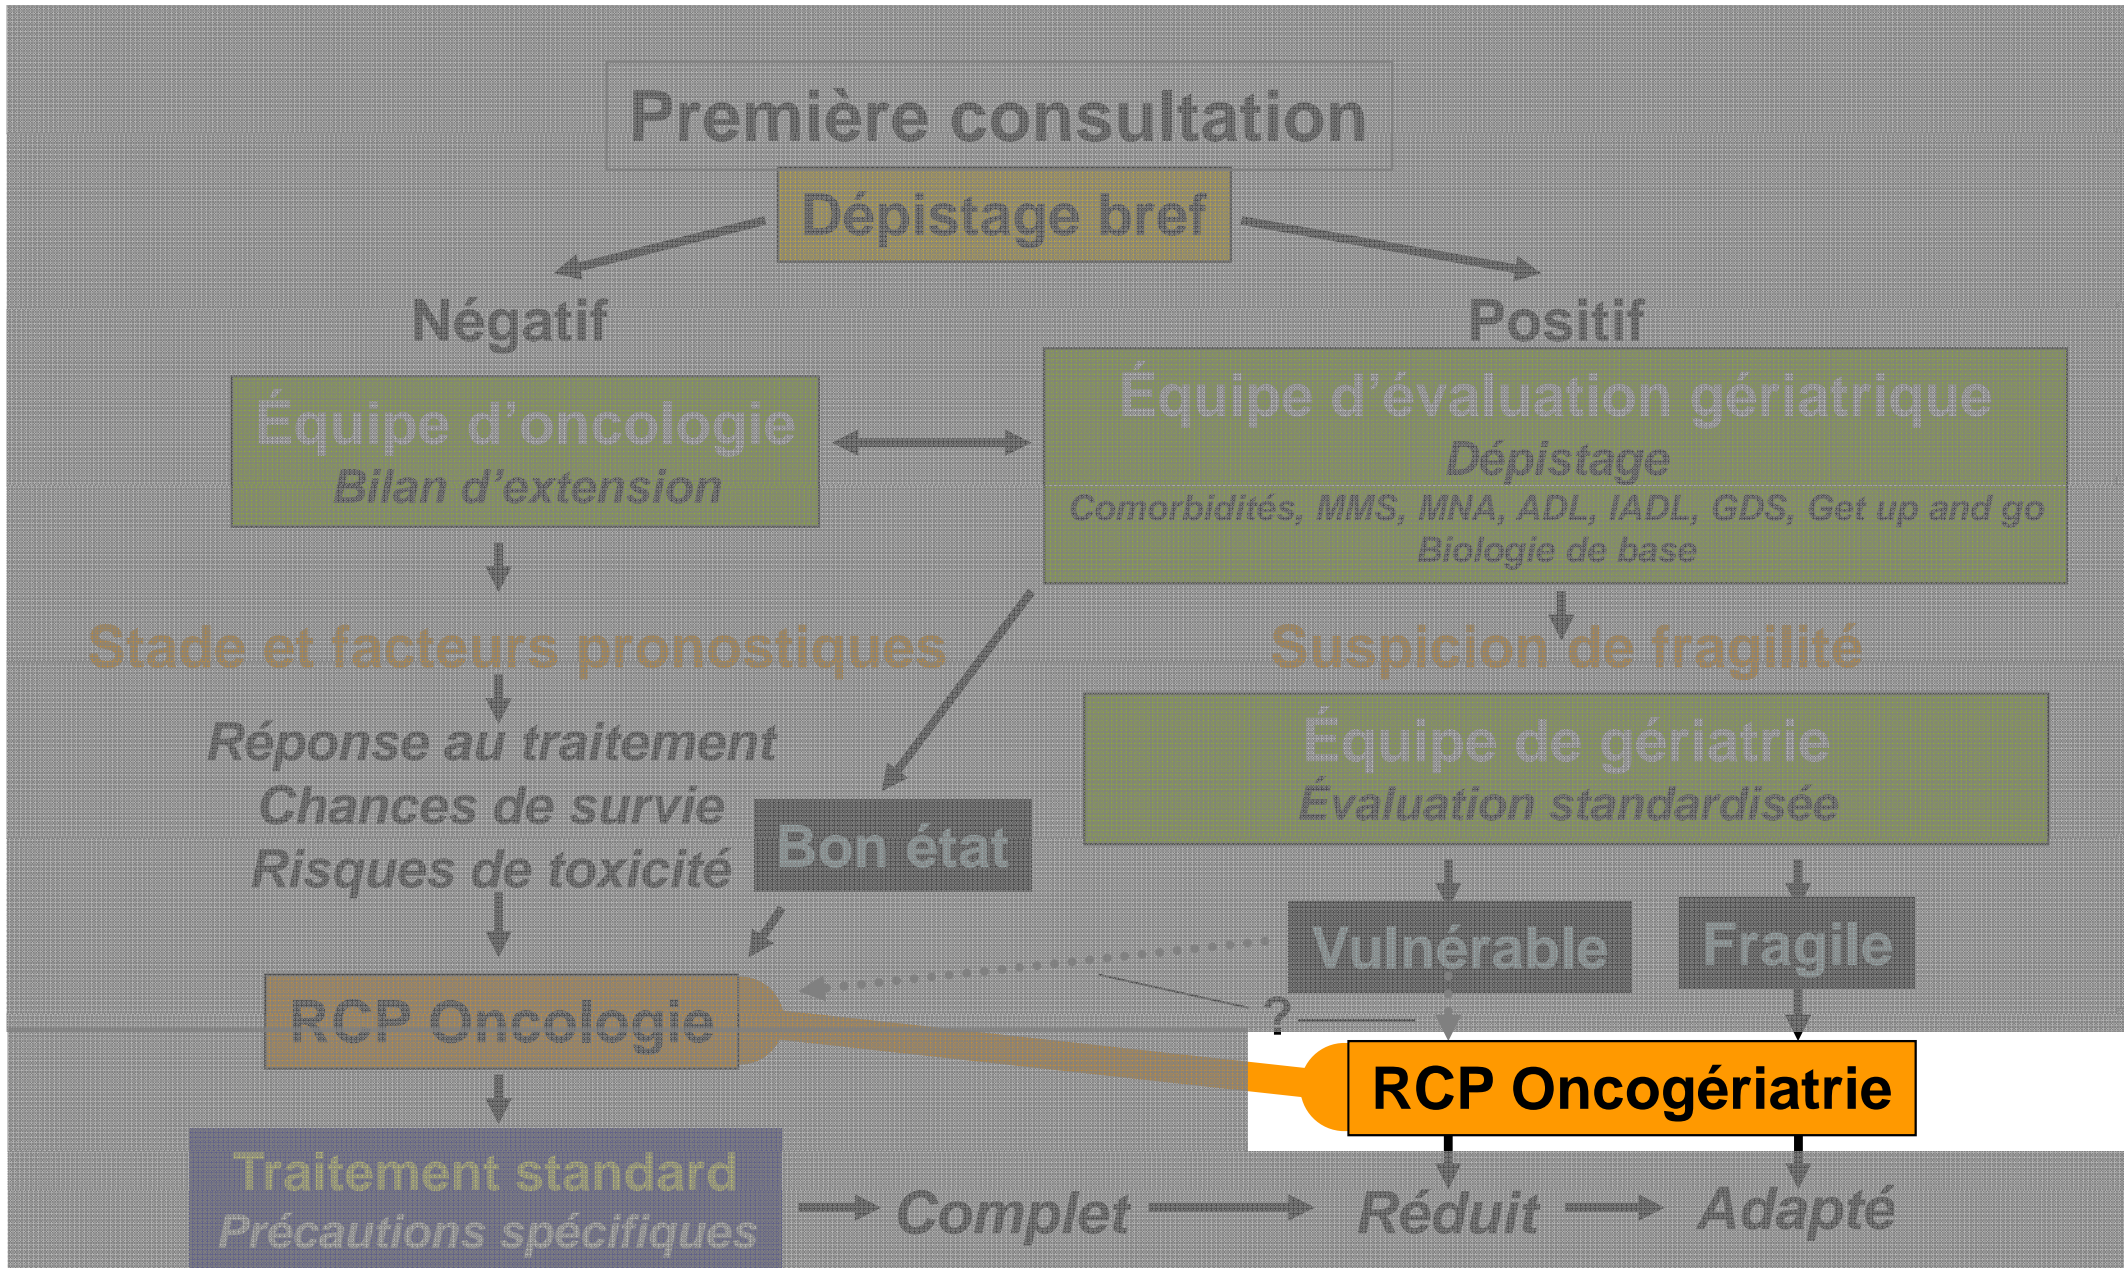 Première consultation
Dépistage bref
Négatif
Positif
Équipe d'oncologie
Bilan d'extension
Équipe d'évaluation gériatrique
Dépistage
Comorbidités, MMS, MNA, ADL, IADL, GDS, Get up and go
Biologie de base
Stade et facteurs pronostiques
Suspicion de fragilité
Réponse au traitement
Chances de survie
Risques de toxicité
Bon état
Équipe de gériatrie
Évaluation standardisée
Vulnérable
Fragile
?
RCP Oncologie
RCP Oncogériatrie
Traitement standard
Précautions spécifiques
Complet
Réduit
Adapté